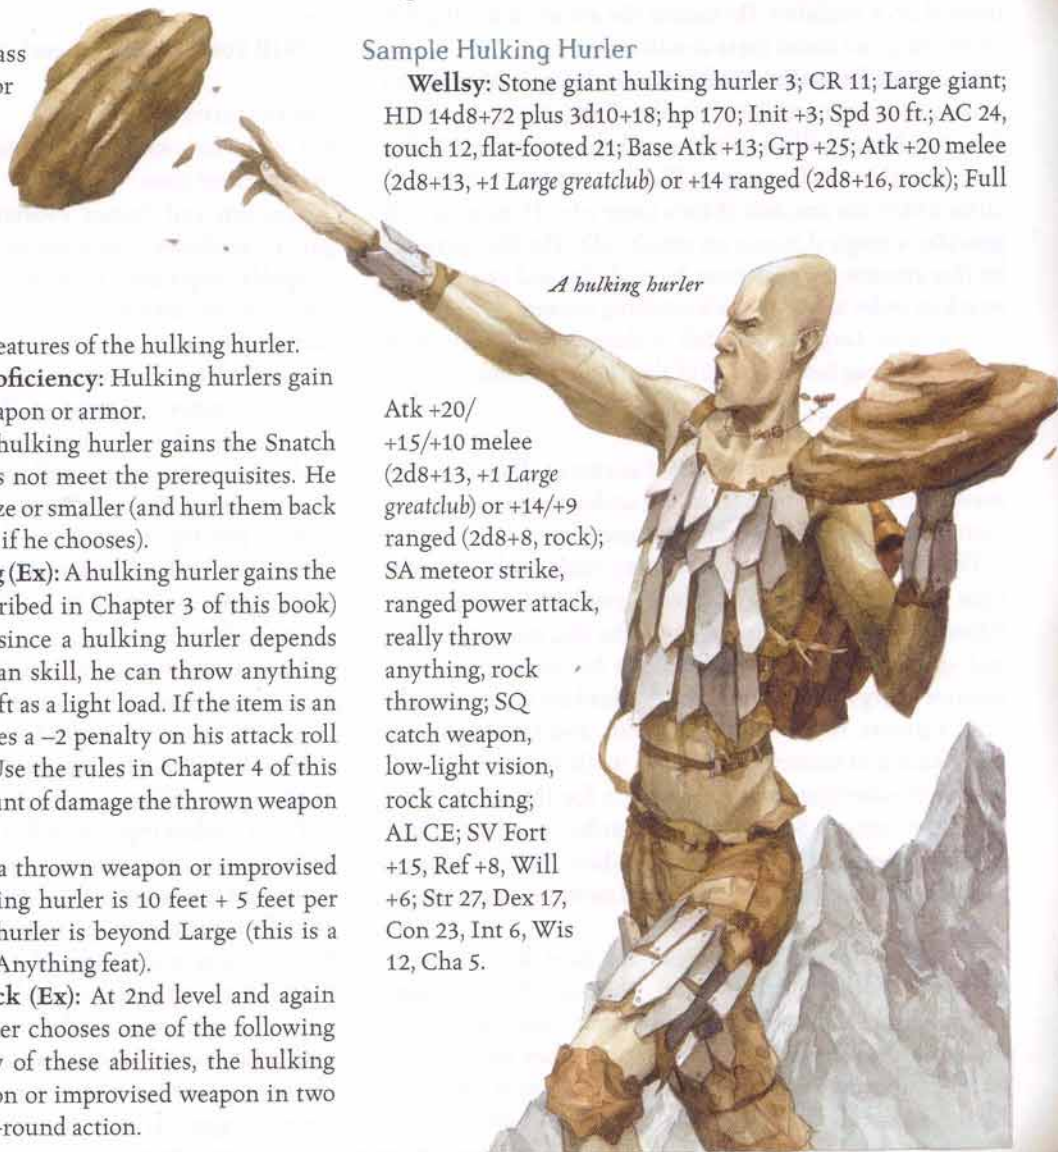 ass
or
eatures of the hulking hurler.
oficiency: Hulking hurlers gain
apon or armor.
hulking hurler gains the Snatch
s not meet the prerequisites. He
ze or smaller (and hurl them back
if he chooses).
g (Ex): A hulking hurler gains the
ribed in Chapter 3 of this book)
since a hulking hurler depends
an skill, he can throw anything
ft as a light load. If the item is an
es a –2 penalty on his attack roll
Use the rules in Chapter 4 of this
unt of damage the thrown weapon
a thrown weapon or improvised
ing hurler is 10 feet + 5 feet per
hurler is beyond Large (this is a
Anything feat).
ck (Ex): At 2nd level and again
er chooses one of the following
y of these abilities, the hulking
on or improvised weapon in two
-round action.
Sample Hulking Hurler
Wellsy: Stone giant hulking hurler 3; CR 11; Large giant;
HD 14d8+72 plus 3d10+18; hp 170; Init +3; Spd 30 ft.; AC 24,
touch 12, flat-footed 21; Base Atk +13; Grp +25; Atk +20 melee
(2d8+13, +1 Large greatclub) or +14 ranged (2d8+16, rock); Full
A hulking hurler
Atk +20/
+15/+10 melee
(2d8+13, +1 Large
greatclub) or +14/+9
ranged (2d8+8, rock);
SA meteor strike,
ranged power attack,
really throw
anything, rock
throwing; SQ
catch weapon,
low-light vision,
rock catching;
AL CE; SV Fort
+15, Ref +8, Will
+6; Str 27, Dex 17,
Con 23, Int 6, Wis
12, Cha 5.